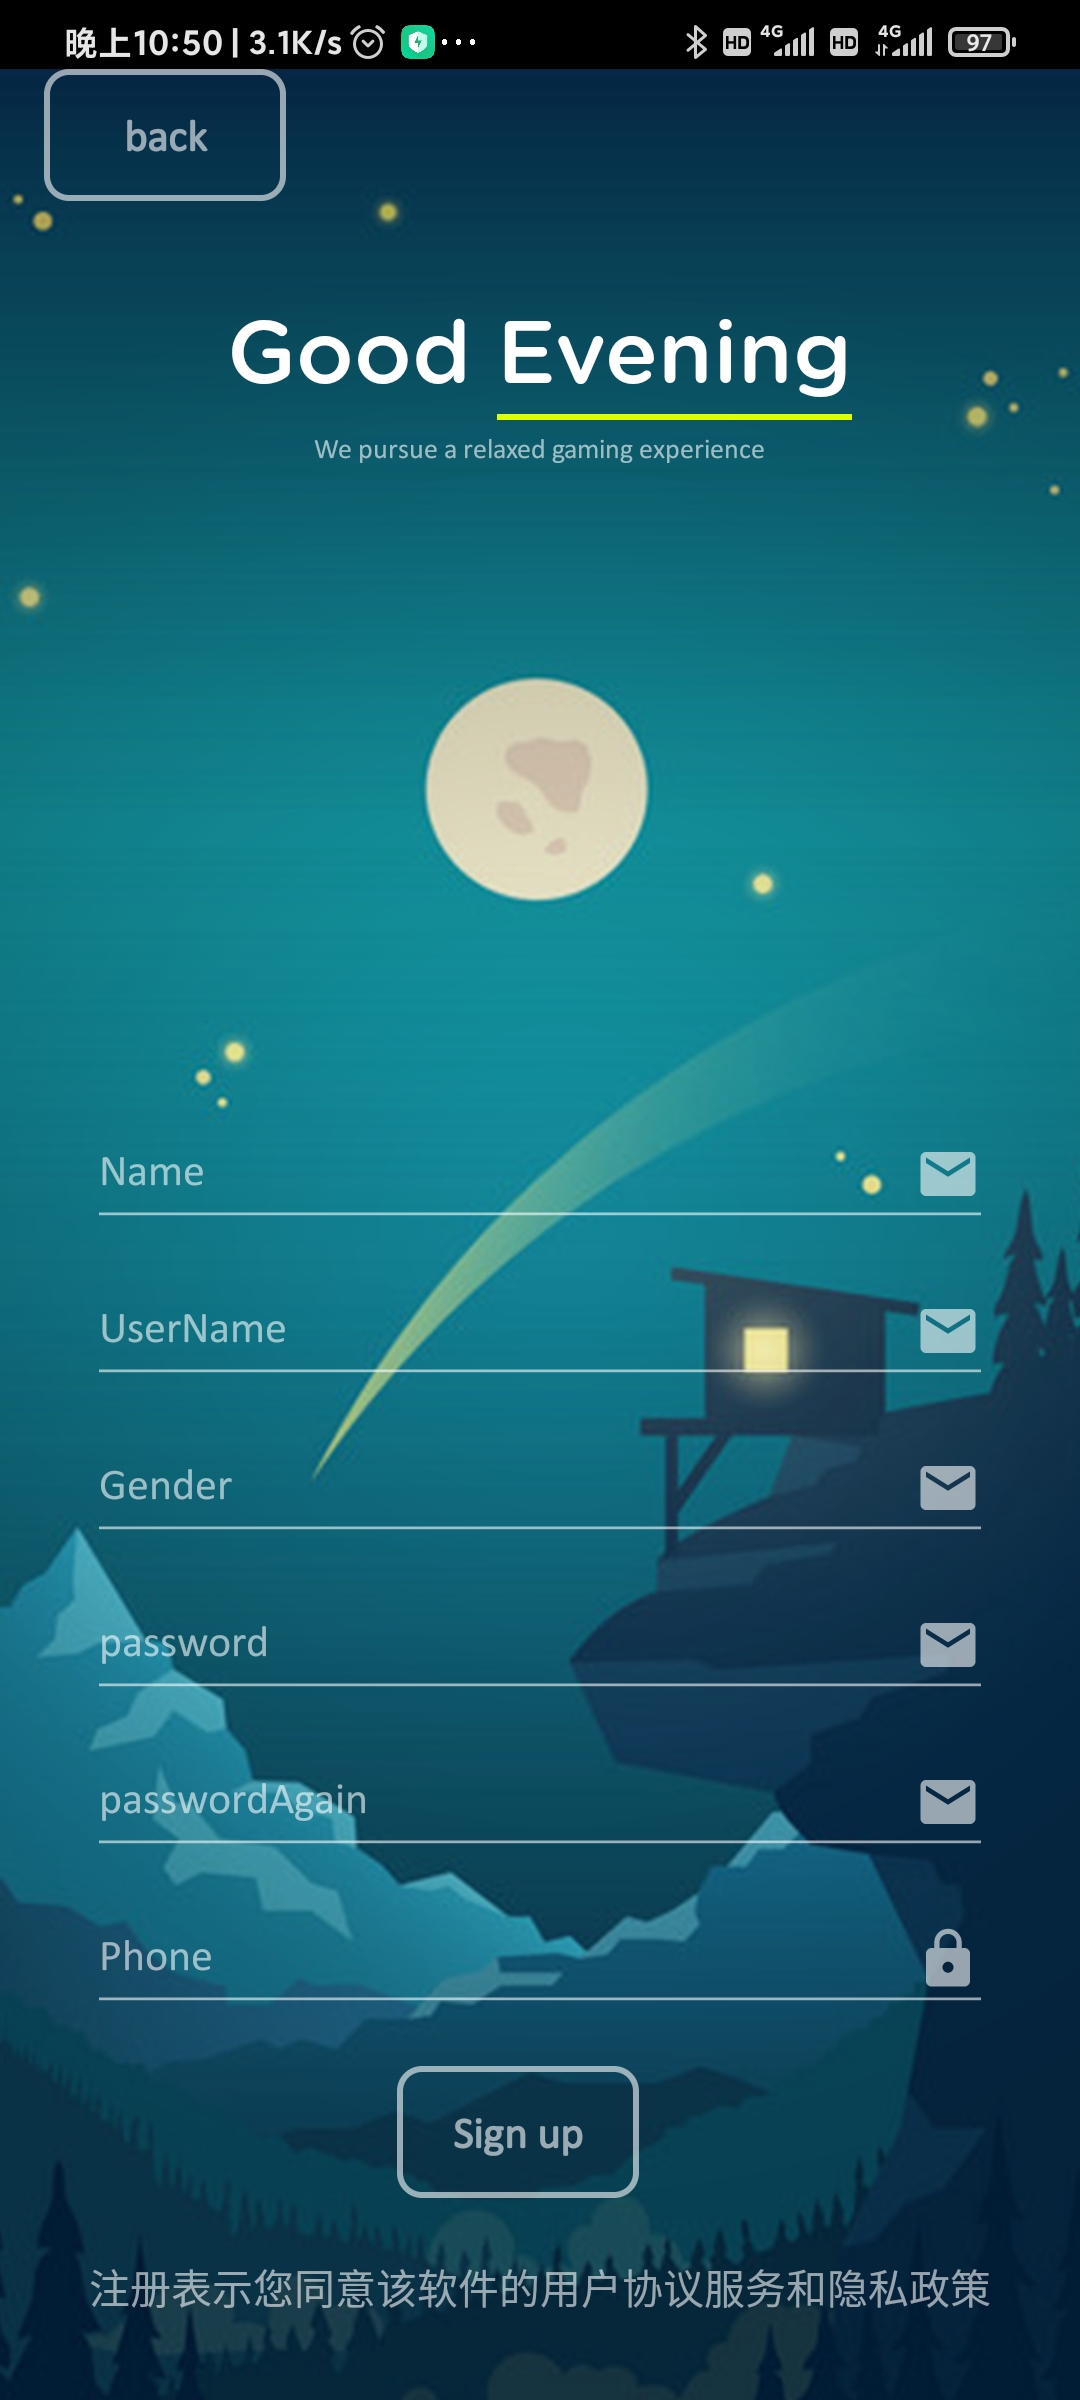 晚上10:50 | 3.1K/s
HD 4G HD 4G 97
back
Good Evening
We pursue a relaxed gaming experience
Name
UserName
Gender
password
passwordAgain
Phone
Sign up
注册表示您同意该软件的用户协议服务和隐私政策